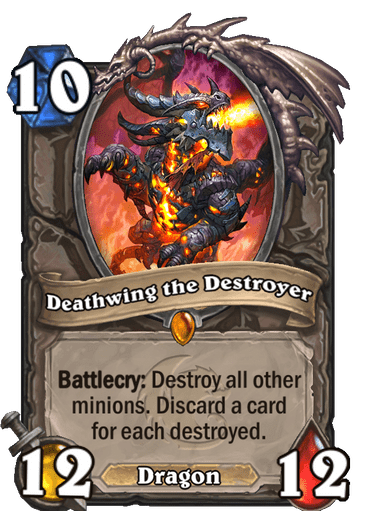 10
Deathwing the Destroyer
Battlecry: Destroy all other
minions. Discard a card
for each destroyed.
12
Dragon
12